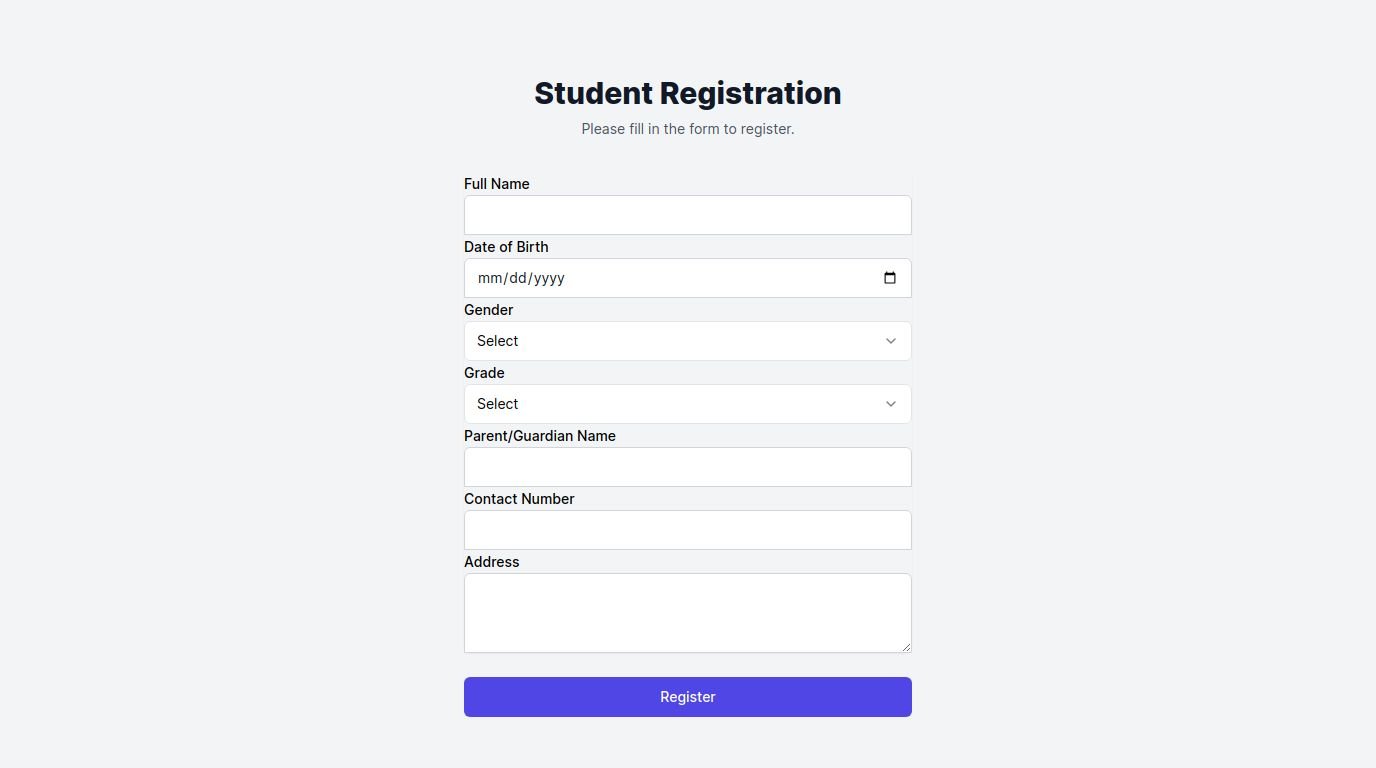 Student Registration
Please fill in the form to register.
Full Name
Date of Birth
mm/dd/yyyy
Gender
Select
Grade
Select
Parent/Guardian Name
Contact Number
Address
Register